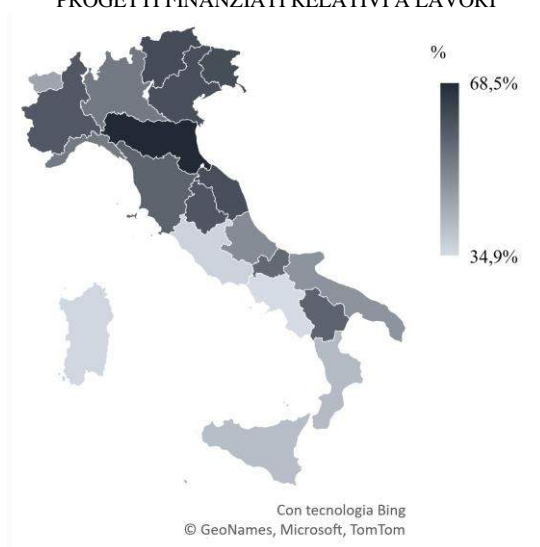 PROGETTI FINANZIATI RELATIVI A LAVORI
%
68,5%
34,9%
Con tecnologia Bing
© GeoNames, Microsoft, TomTom